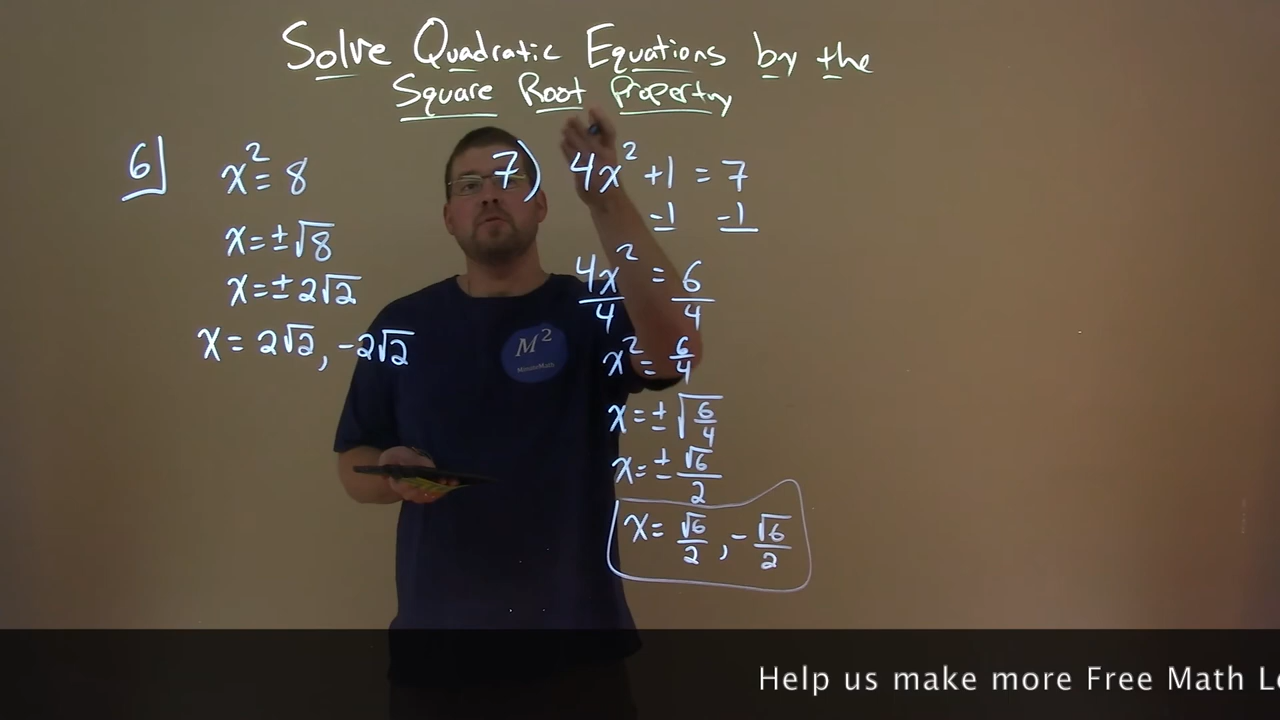 Solve Quadratic Equations by the
Square Root Property
6] x² = 8
x = ±√8
x = ±2√2
x = 2√2, -2√2
7) 4x² + 1 = 7
-1 -1
4x²/4 = 6/4
x² = 6/4
x = ±√(6/4)
x = ±√6/2
x = √6/2, -√6/2
M²
MinuteMath
Help us make more Free Math L